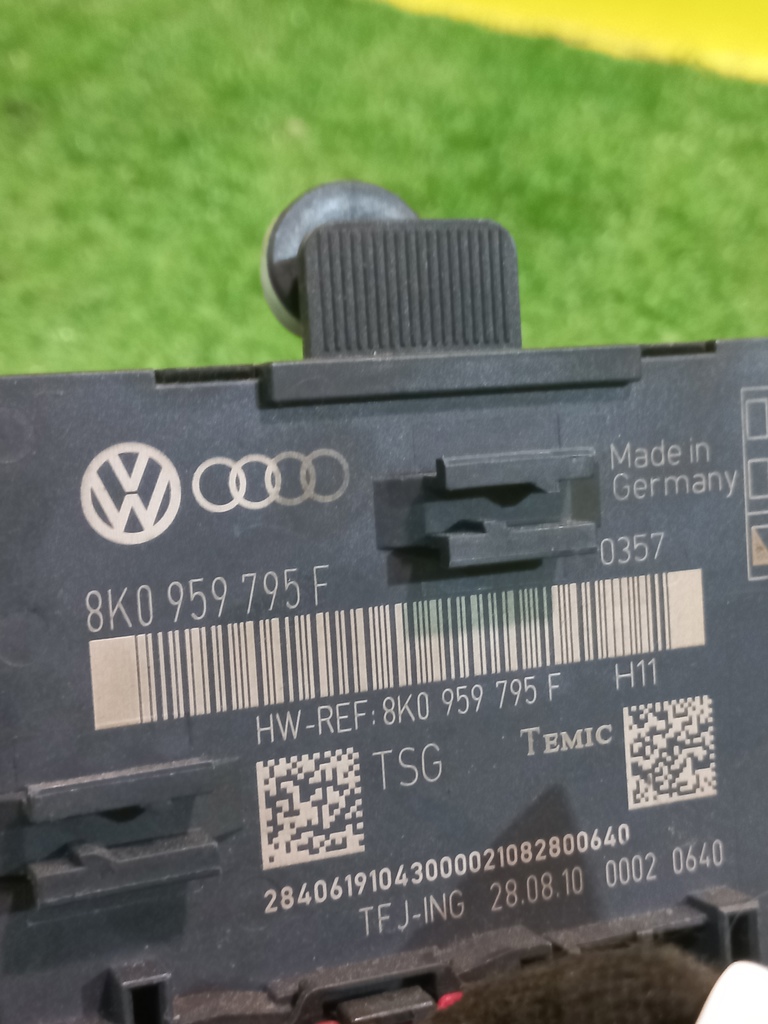 Made in
Germany
0357
8K0 959 795 F
HW-REF: 8K0 959 795 F
H11
TSG
TEMIC
28406191043000021082800640
TFJ-ING 28.08.10 0002 0640